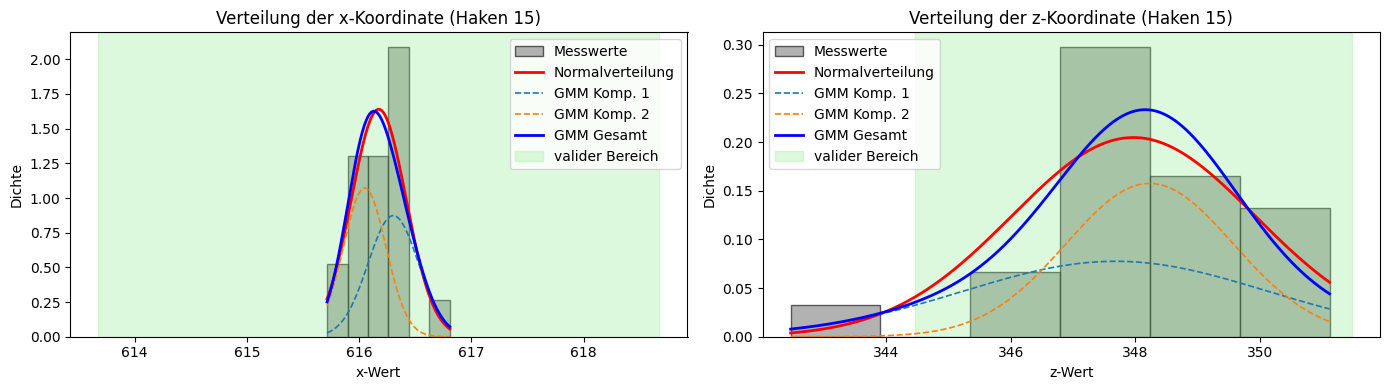 Verteilung der x-Koordinate (Haken 15)
Dichte
2.00
1.75
1.50
1.25
1.00
0.75
0.50
0.25
0.00
Messwerte
Normalverteilung
GMM Komp. 1
GMM Komp. 2
GMM Gesamt
valider Bereich
614
615
616
617
618
x-Wert
Verteilung der z-Koordinate (Haken 15)
Dichte
0.30
0.25
0.20
0.15
0.10
0.05
0.00
Messwerte
Normalverteilung
GMM Komp. 1
GMM Komp. 2
GMM Gesamt
valider Bereich
344
346
348
350
z-Wert